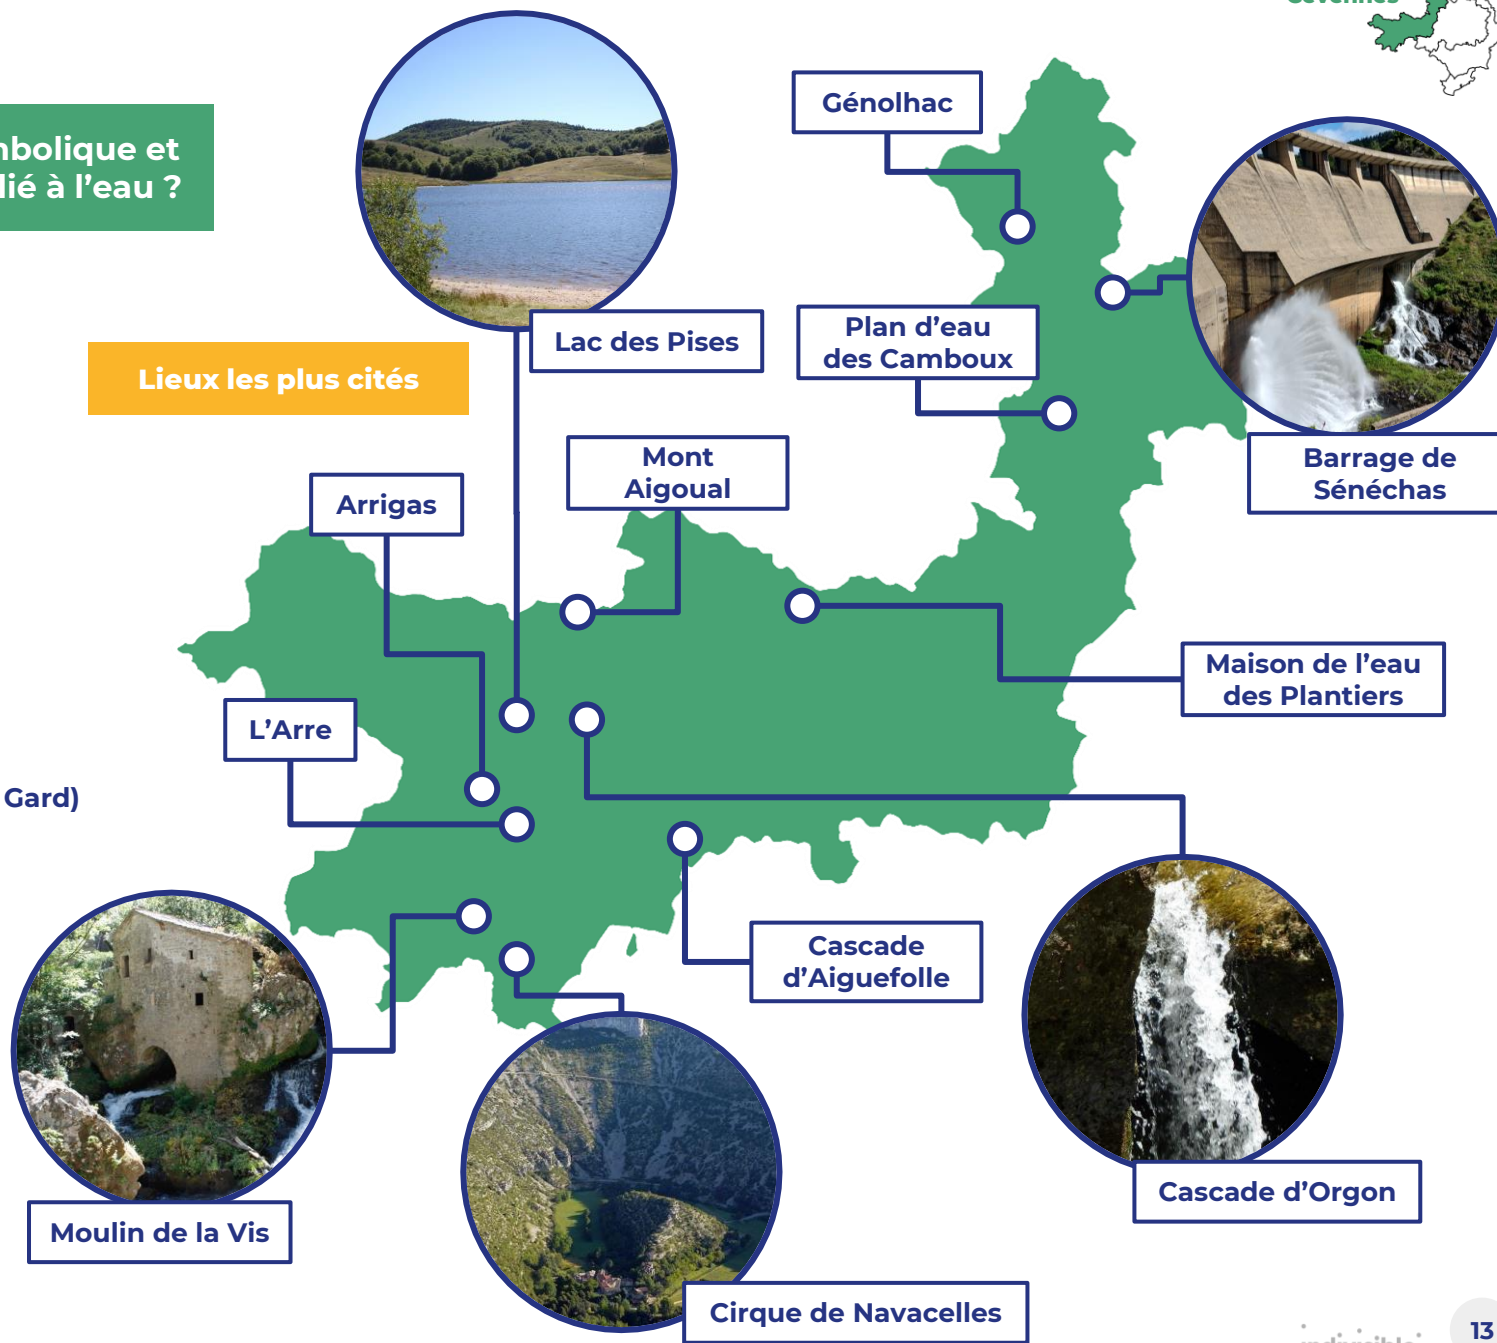 Génolhac
mbolique et
lié à l’eau ?
Plan d’eau
des Camboux
Lac des Pises
Lieux les plus cités
Mont
Aigoual
Barrage de
Sénéchas
Arrigas
Maison de l’eau
des Plantiers
L’Arre
Gard)
Cascade
d’Aiguefolle
Cascade d’Orgon
Moulin de la Vis
Cirque de Navacelles
13